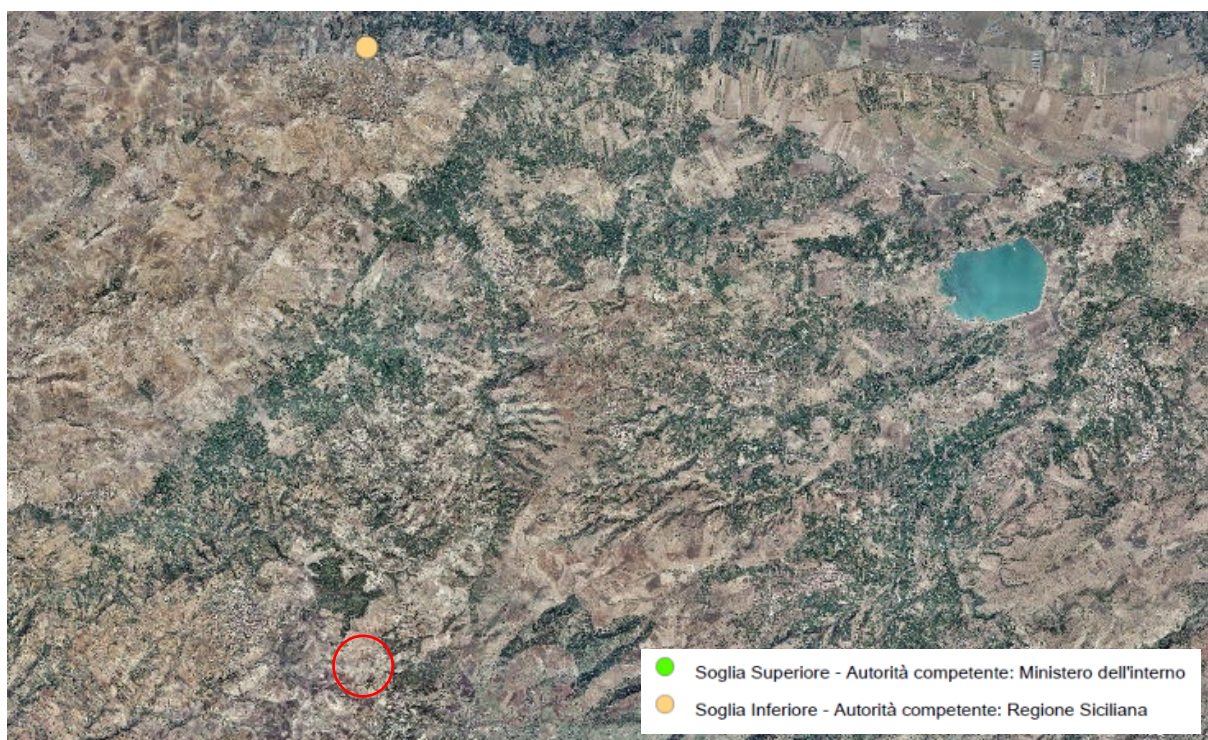 Soglia Superiore - Autorità competente: Ministero dell'interno
Soglia Inferiore - Autorità competente: Regione Siciliana